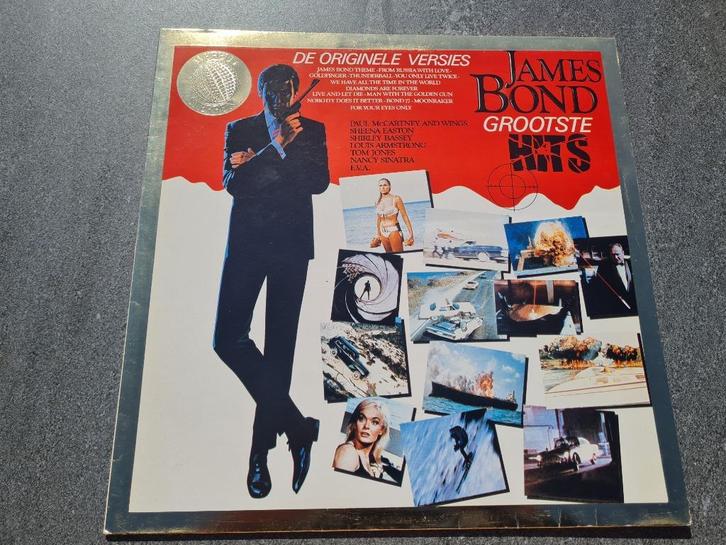 DE ORIGINELE VERSIES
JAMES BOND THEME - FROM RUSSIA WITH LOVE -
GOLDFINGER - THUNDERBALL - YOU ONLY LIVE TWICE -
WE HAVE ALL THE TIME IN THE WORLD
DIAMONDS ARE FOREVER
LIVE AND LET DIE - MAN WITH THE GOLDEN GUN
NOBODY DOES IT BETTER - BOND 77 - MOONRAKER
FOR YOUR EYES ONLY
PAUL McCARTNEY AND WINGS
SHEENA EASTON
SHIRLEY BASSEY
LOUIS ARMSTRONG
TOM JONES
NANCY SINATRA
E.V.A.
JAMES
BOND
GROOTSTE
HITS